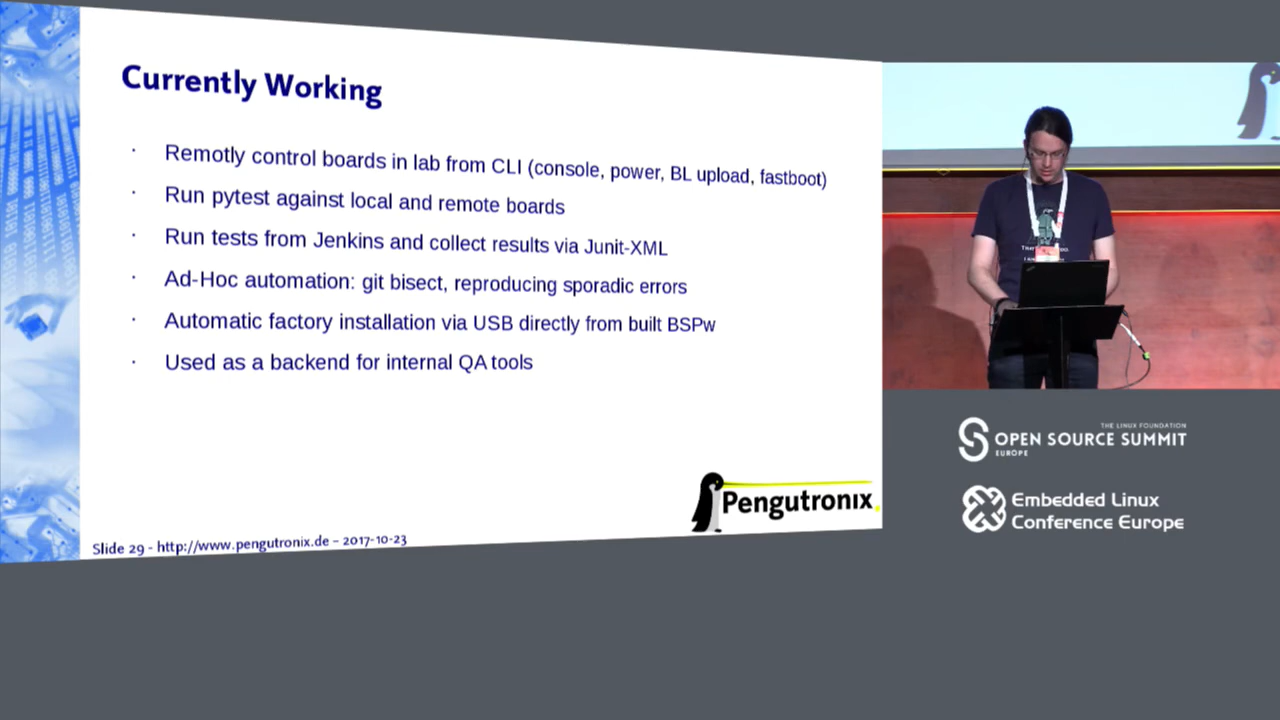 Currently Working
· Remotly control boards in lab from CLI (console, power, BL upload, fastboot)
· Run pytest against local and remote boards
· Run tests from Jenkins and collect results via Junit-XML
· Ad-Hoc automation: git bisect, reproducing sporadic errors
· Automatic factory installation via USB directly from built BSPw
· Used as a backend for internal QA tools
Pengutronix
Slide 29 - http://www.pengutronix.de – 2017-10-23
THE LINUX FOUNDATION
OPEN SOURCE SUMMIT
EUROPE
Embedded Linux
Conference Europe